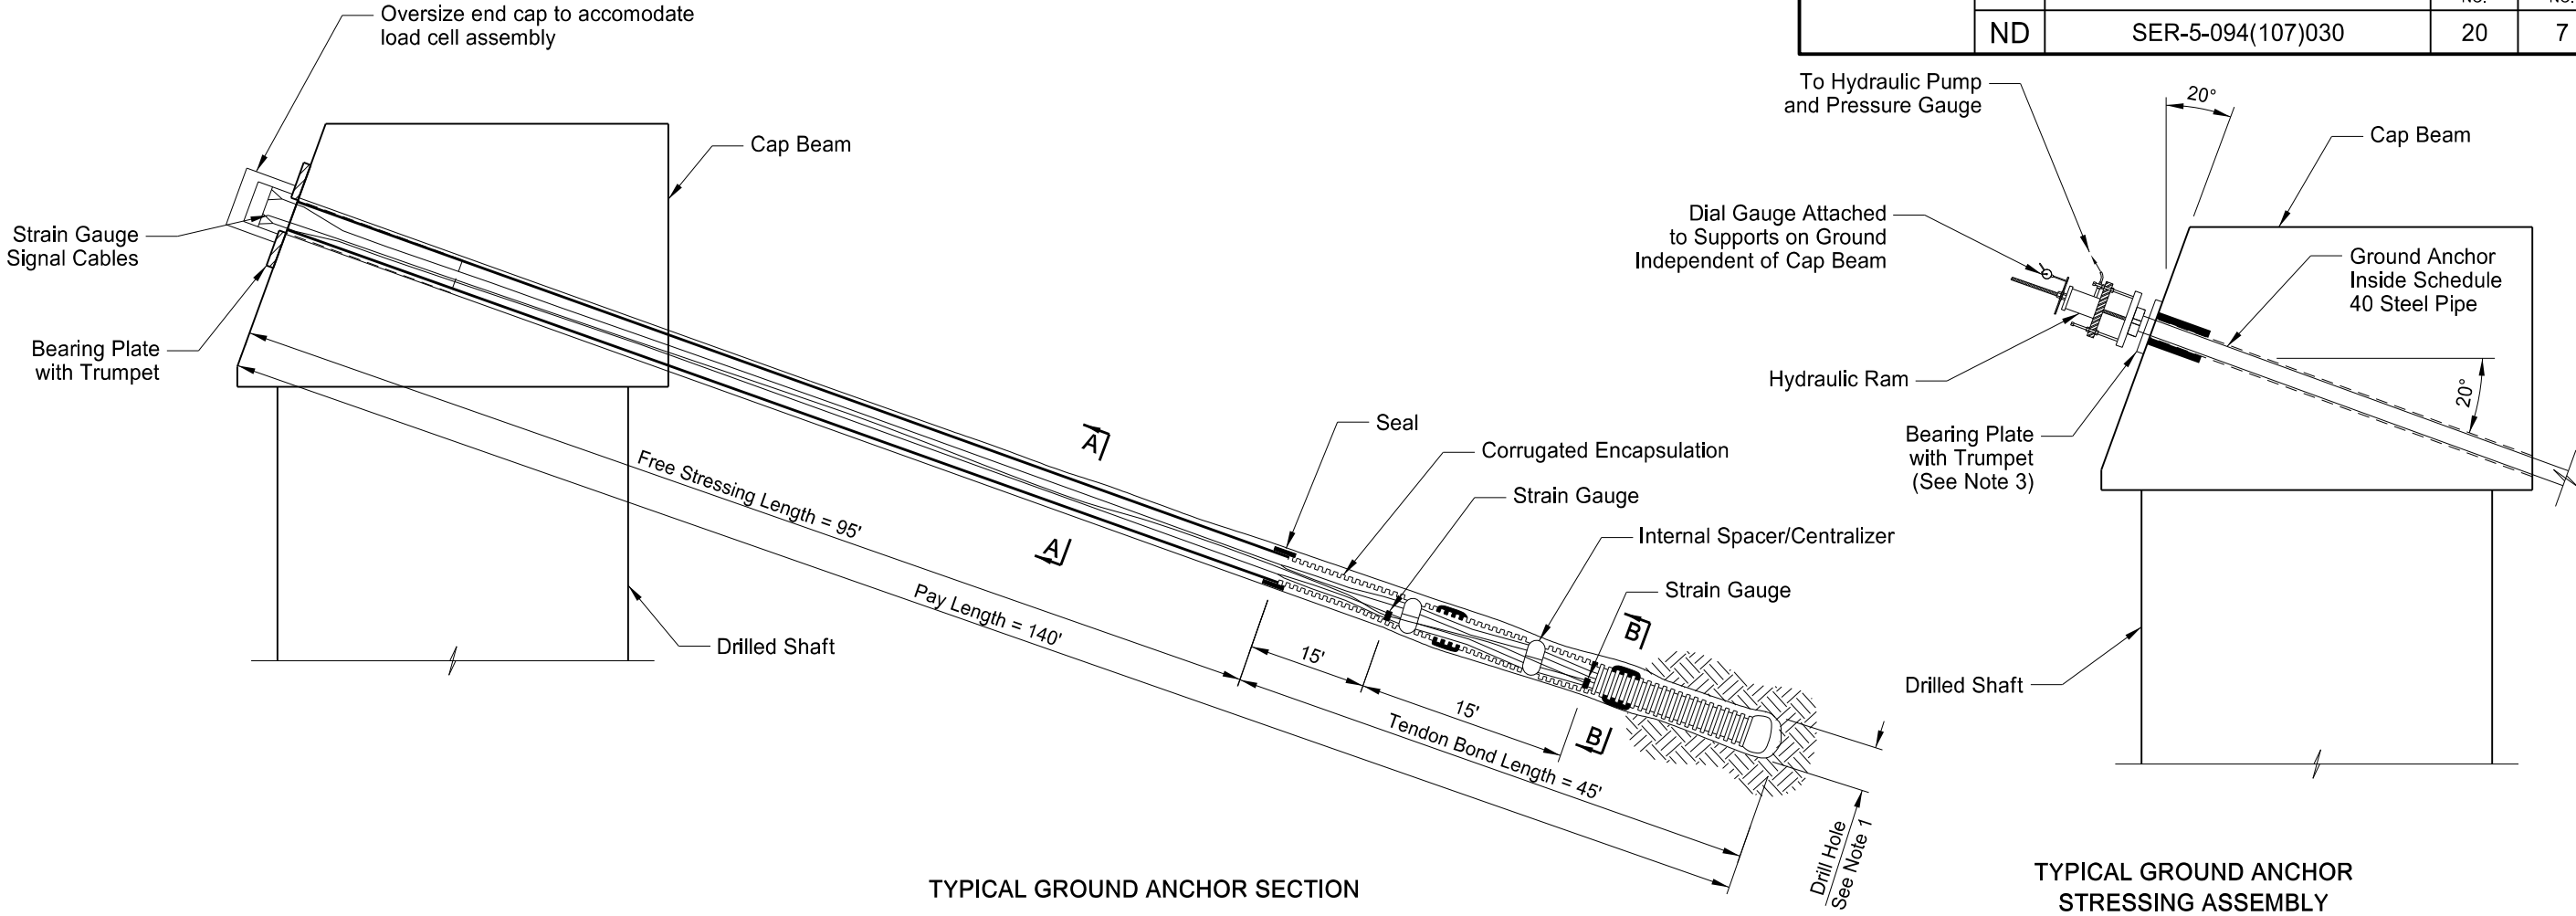 Oversize end cap to accomodate
load cell assembly
NO.
NO.
ND
SER-5-094(107)030
20
7
To Hydraulic Pump
and Pressure Gauge
20°
Cap Beam
Cap Beam
Dial Gauge Attached
to Supports on Ground
Independent of Cap Beam
Strain Gauge
Signal Cables
Ground Anchor
Inside Schedule
40 Steel Pipe
Bearing Plate
with Trumpet
Hydraulic Ram
20°
A
Seal
Corrugated Encapsulation
Bearing Plate
with Trumpet
(See Note 3)
Free Stressing Length = 95'
Strain Gauge
A
Internal Spacer/Centralizer
Pay Length = 140'
Strain Gauge
Drilled Shaft
B
15'
Drilled Shaft
15'
B
Tendon Bond Length = 45'
Drill Hole
See Note 1
TYPICAL GROUND ANCHOR SECTION
TYPICAL GROUND ANCHOR
STRESSING ASSEMBLY